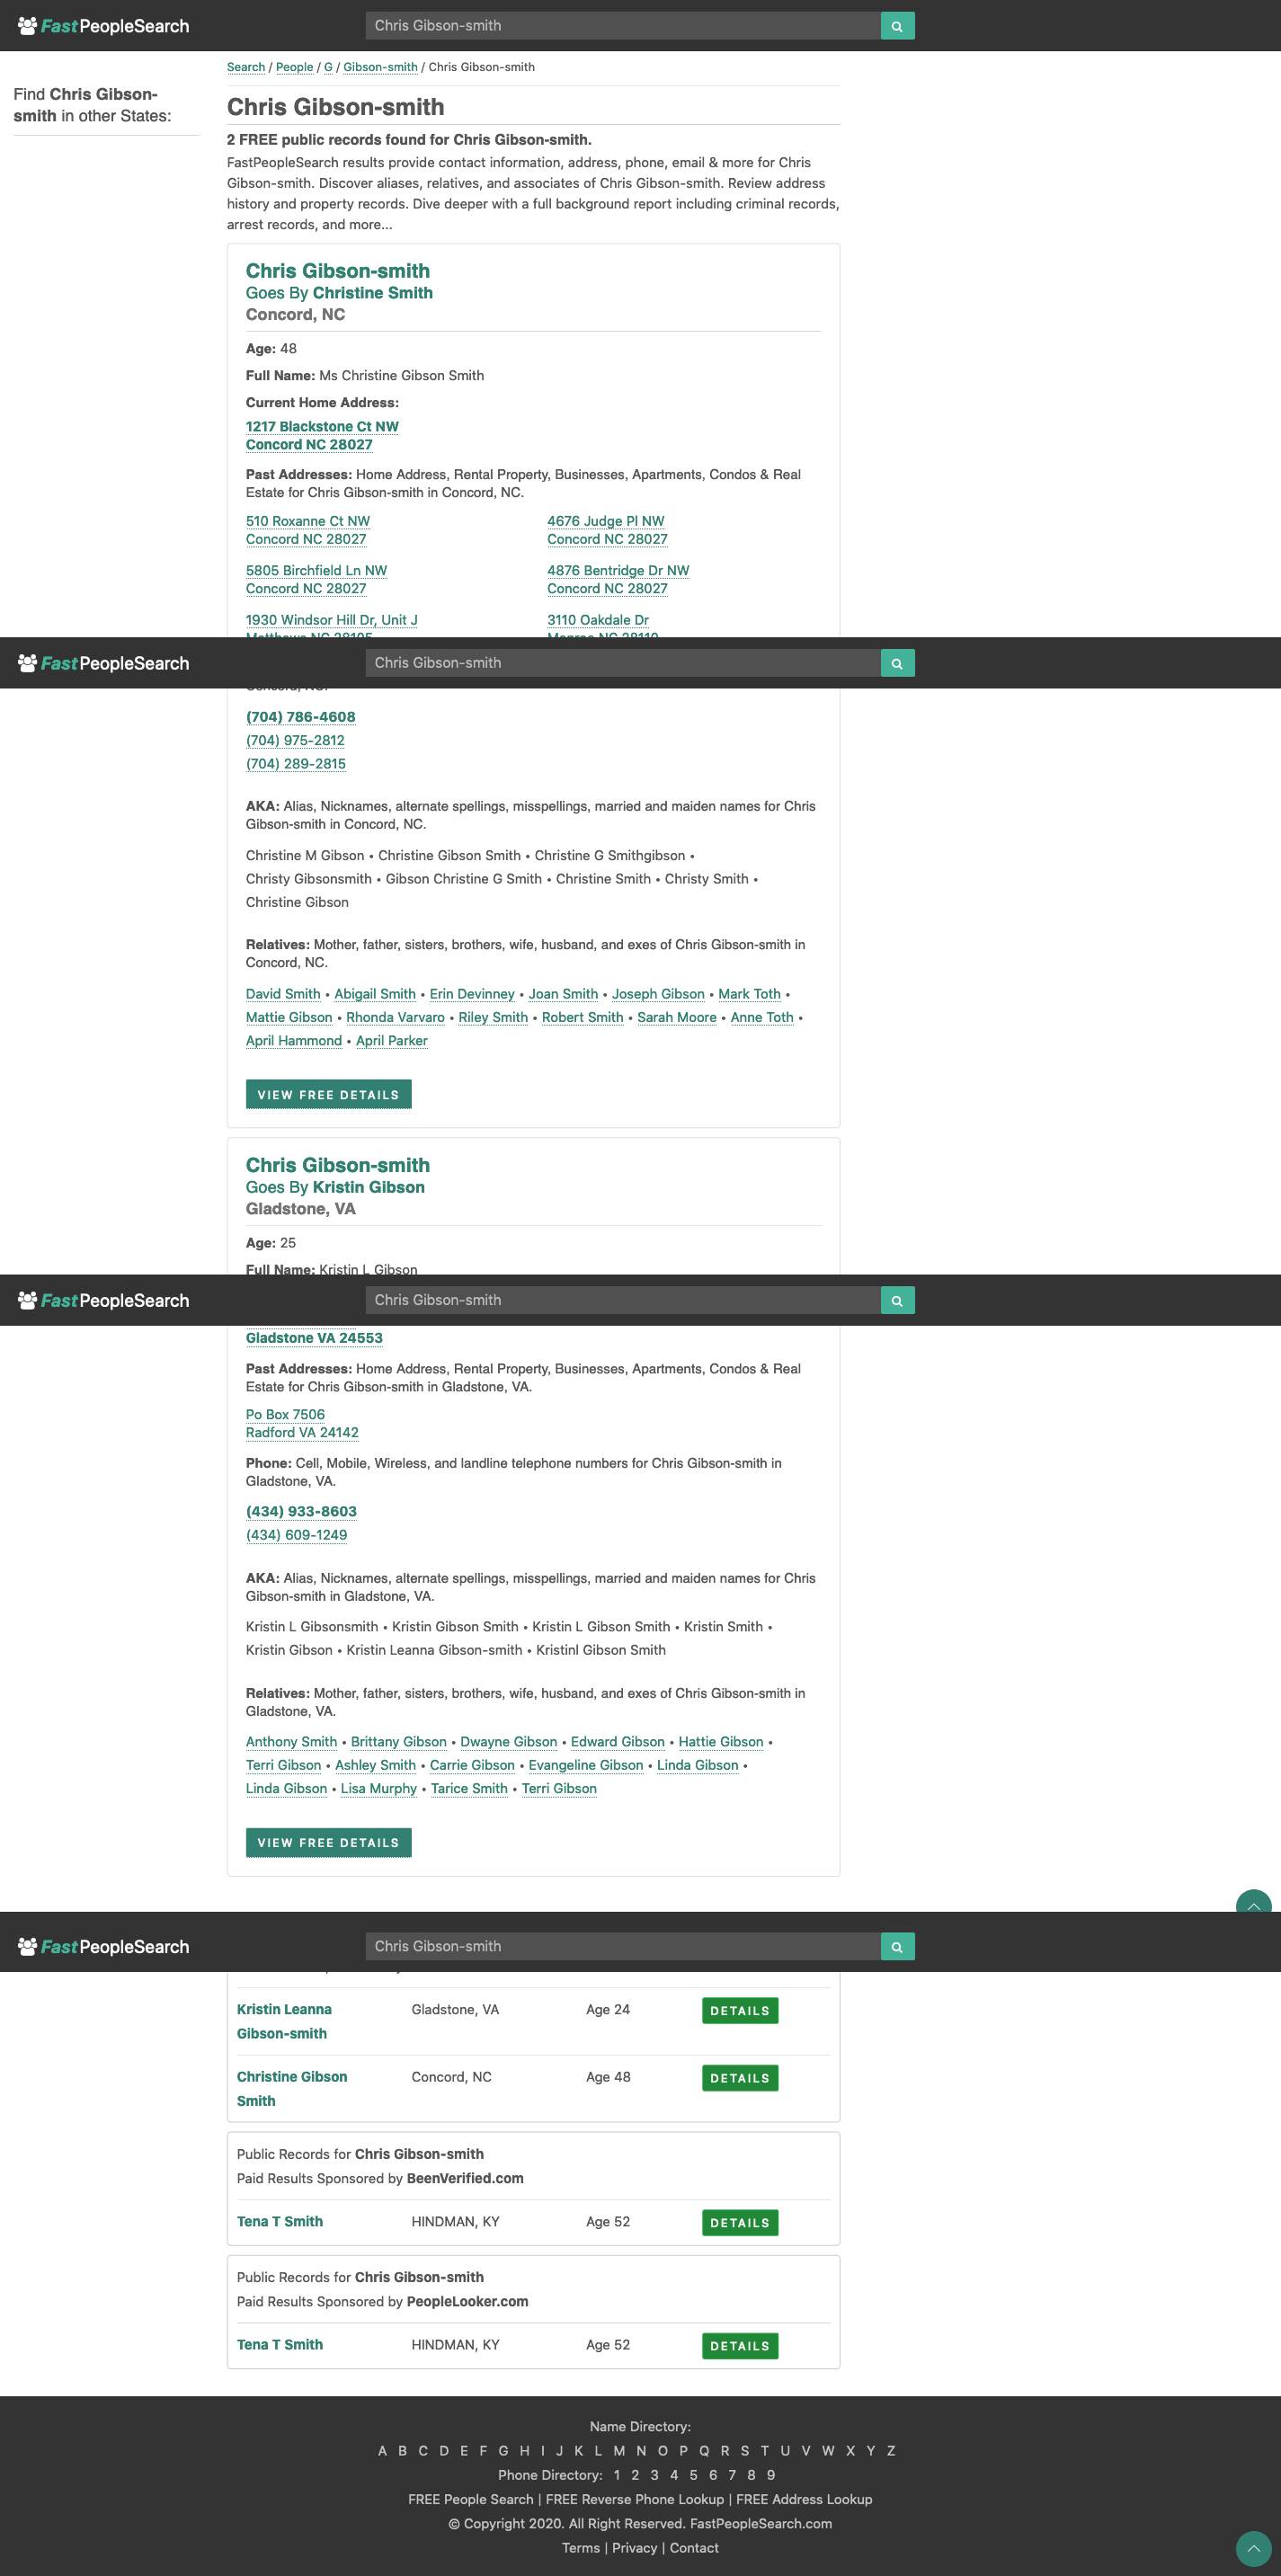 FastPeopleSearch
Chris Gibson-smith
Search / People / G / Gibson-smith / Chris Gibson-smith
Find Chris Gibson-
smith in other States:
Chris Gibson-smith
2 FREE public records found for Chris Gibson-smith.
FastPeopleSearch results provide contact information, address, phone, email & more for Chris
Gibson-smith. Discover aliases, relatives, and associates of Chris Gibson-smith. Review address
history and property records. Dive deeper with a full background report including criminal records,
arrest records, and more...
Chris Gibson-smith
Goes By Christine Smith
Concord, NC
Age: 48
Full Name: Ms Christine Gibson Smith
Current Home Address:
1217 Blackstone Ct NW
Concord NC 28027
Past Addresses: Home Address, Rental Property, Businesses, Apartments, Condos & Real
Estate for Chris Gibson-smith in Concord, NC.
510 Roxanne Ct NW
Concord NC 28027
4676 Judge Pl NW
Concord NC 28027
5805 Birchfield Ln NW
Concord NC 28027
4876 Bentridge Dr NW
Concord NC 28027
1930 Windsor Hill Dr, Unit J
Matthews NC 28105
3110 Oakdale Dr
Monroe NC 28110
FastPeopleSearch
Chris Gibson-smith
Concord, NC.
(704) 786-4608
(704) 975-2812
(704) 289-2815
AKA: Alias, Nicknames, alternate spellings, misspellings, married and maiden names for Chris
Gibson-smith in Concord, NC.
Christine M Gibson • Christine Gibson Smith • Christine G Smithgibson •
Christy Gibsonsmith • Gibson Christine G Smith • Christine Smith • Christy Smith •
Christine Gibson
Relatives: Mother, father, sisters, brothers, wife, husband, and exes of Chris Gibson-smith in
Concord, NC.
David Smith • Abigail Smith • Erin Devinney • Joan Smith • Joseph Gibson • Mark Toth •
Mattie Gibson • Rhonda Varvaro • Riley Smith • Robert Smith • Sarah Moore • Anne Toth •
April Hammond • April Parker
VIEW FREE DETAILS
Chris Gibson-smith
Goes By Kristin Gibson
Gladstone, VA
Age: 25
Full Name: Kristin L Gibson
FastPeopleSearch
Chris Gibson-smith
Gladstone VA 24553
Past Addresses: Home Address, Rental Property, Businesses, Apartments, Condos & Real
Estate for Chris Gibson-smith in Gladstone, VA.
Po Box 7506
Radford VA 24142
Phone: Cell, Mobile, Wireless, and landline telephone numbers for Chris Gibson-smith in
Gladstone, VA.
(434) 933-8603
(434) 609-1249
AKA: Alias, Nicknames, alternate spellings, misspellings, married and maiden names for Chris
Gibson-smith in Gladstone, VA.
Kristin L Gibsonsmith • Kristin Gibson Smith • Kristin L Gibson Smith • Kristin Smith •
Kristin Gibson • Kristin Leanna Gibson-smith • Kristinl Gibson Smith
Relatives: Mother, father, sisters, brothers, wife, husband, and exes of Chris Gibson-smith in
Gladstone, VA.
Anthony Smith • Brittany Gibson • Dwayne Gibson • Edward Gibson • Hattie Gibson •
Terri Gibson • Ashley Smith • Carrie Gibson • Evangeline Gibson • Linda Gibson •
Linda Gibson • Lisa Murphy • Tarice Smith • Terri Gibson
VIEW FREE DETAILS
FastPeopleSearch
Chris Gibson-smith
Kristin Leanna
Gibson-smith
Gladstone, VA
Age 24
DETAILS
Christine Gibson
Smith
Concord, NC
Age 48
DETAILS
Public Records for Chris Gibson-smith
Paid Results Sponsored by BeenVerified.com
Tena T Smith
HINDMAN, KY
Age 52
DETAILS
Public Records for Chris Gibson-smith
Paid Results Sponsored by PeopleLooker.com
Tena T Smith
HINDMAN, KY
Age 52
DETAILS
Name Directory:
A B C D E F G H I J K L M N O P Q R S T U V W X Y Z
Phone Directory: 1 2 3 4 5 6 7 8 9
FREE People Search | FREE Reverse Phone Lookup | FREE Address Lookup
© Copyright 2020. All Right Reserved. FastPeopleSearch.com
Terms | Privacy | Contact